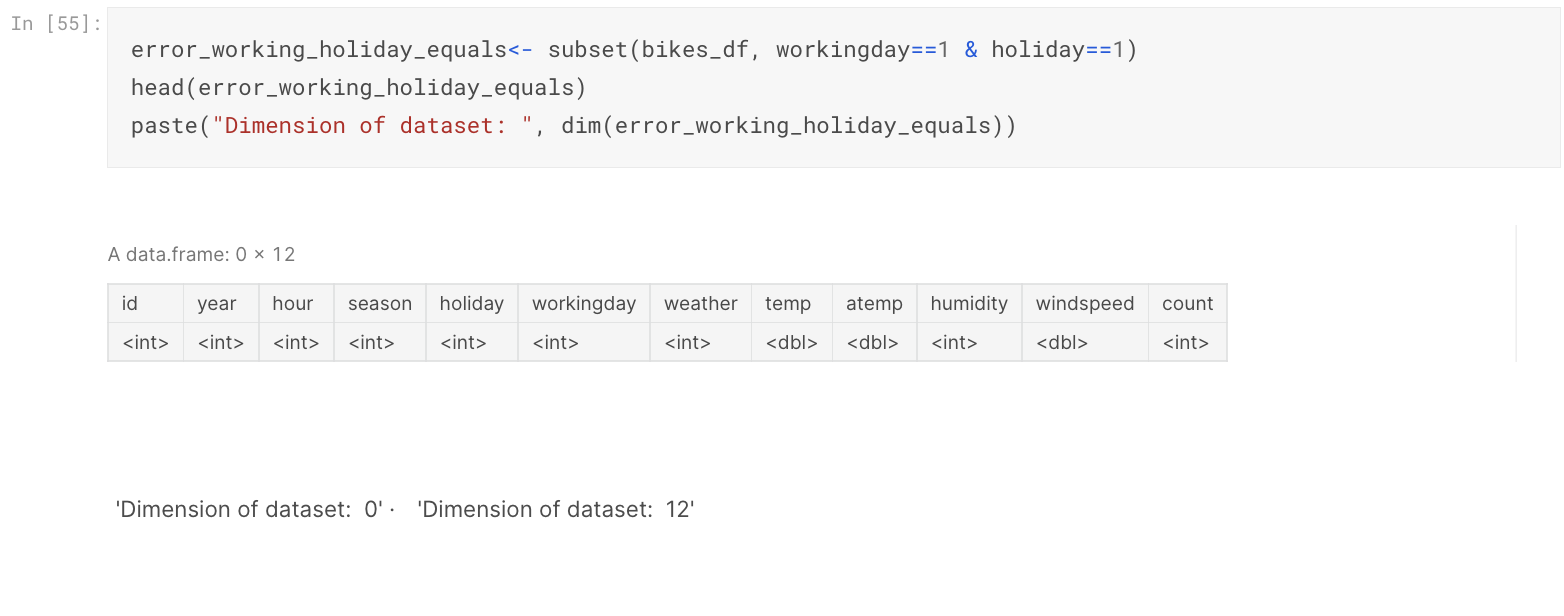 In [55]:
error_working_holiday_equals<- subset(bikes_df, workingday==1 & holiday==1)
head(error_working_holiday_equals)
paste("Dimension of dataset: ", dim(error_working_holiday_equals))
A data.frame: 0 × 12
id year hour season holiday workingday weather temp atemp humidity windspeed count
<int> <int> <int> <int> <int> <int> <int> <dbl> <dbl> <int> <dbl> <int>
'Dimension of dataset:  0' · 'Dimension of dataset:  12'